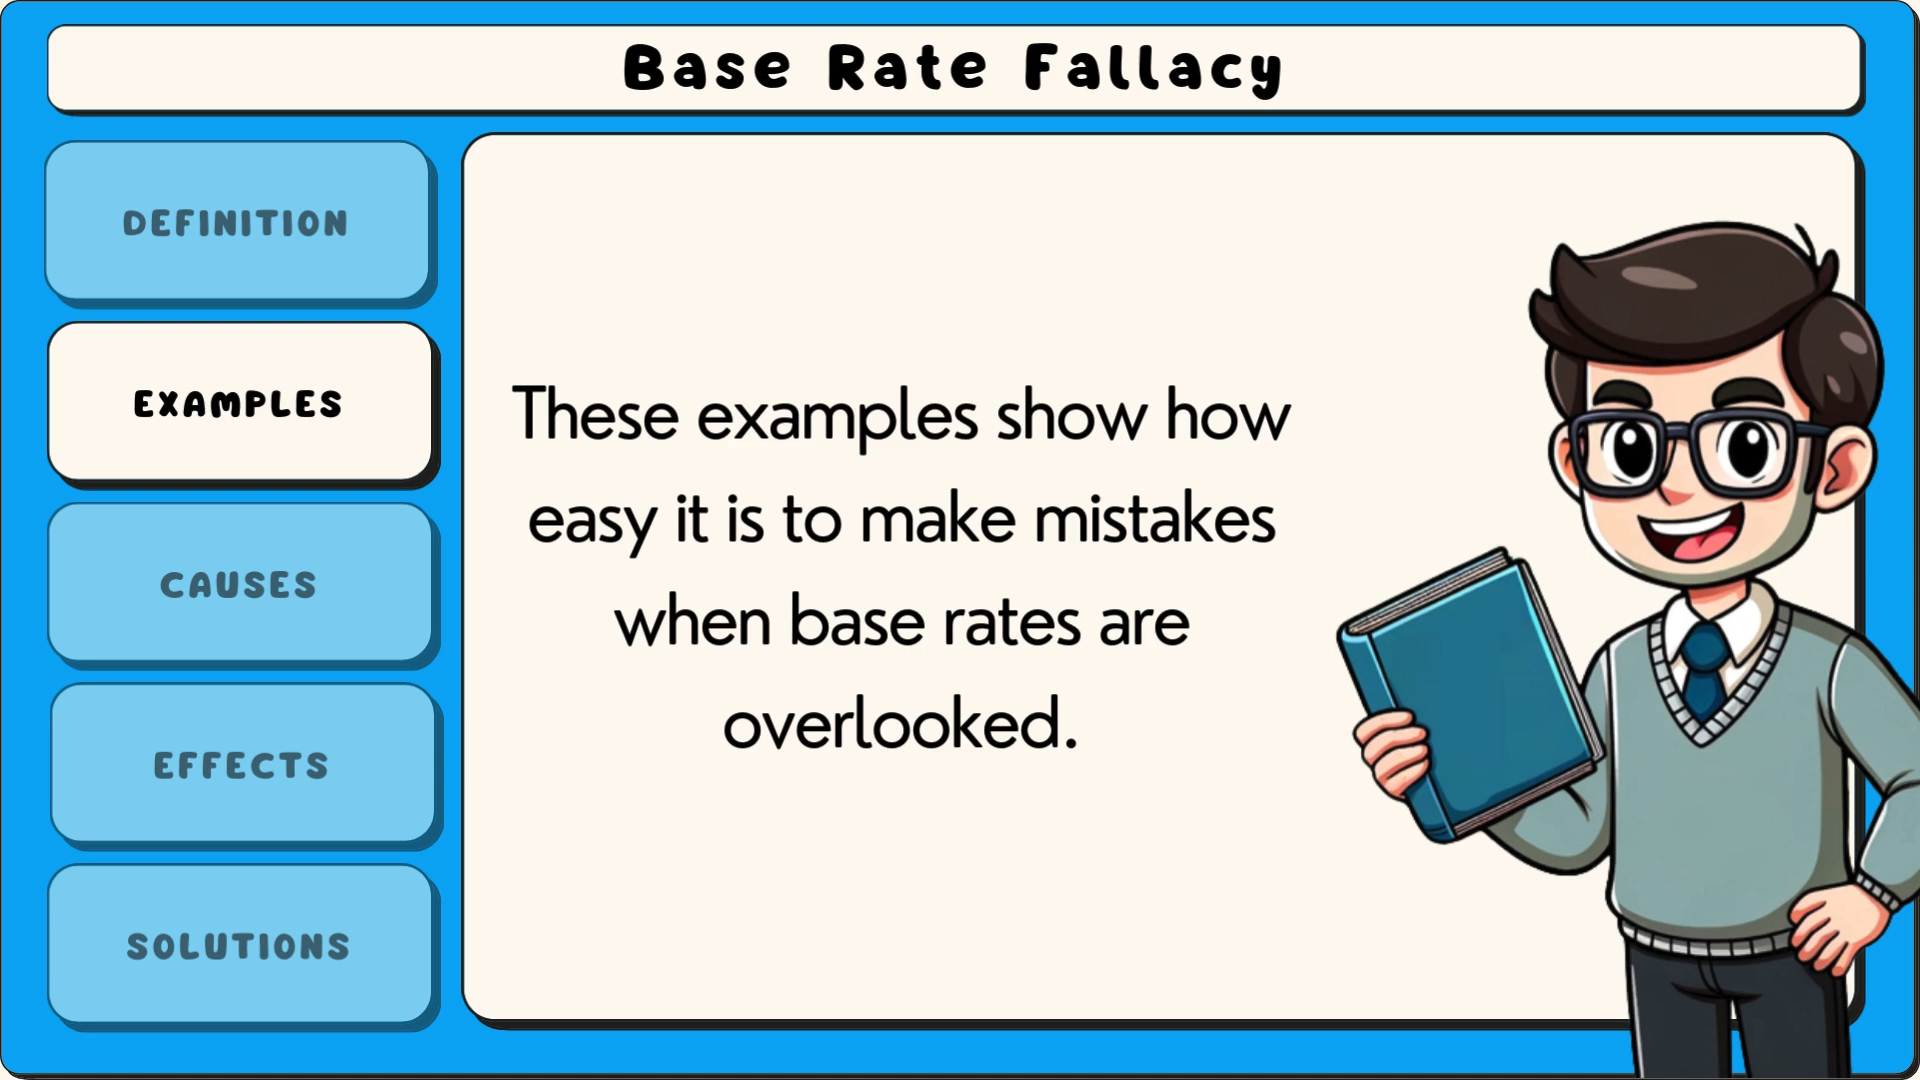 Base Rate Fallacy
DEFINITION
EXAMPLES
CAUSES
EFFECTS
SOLUTIONS
These examples show how
easy it is to make mistakes
when base rates are
overlooked.